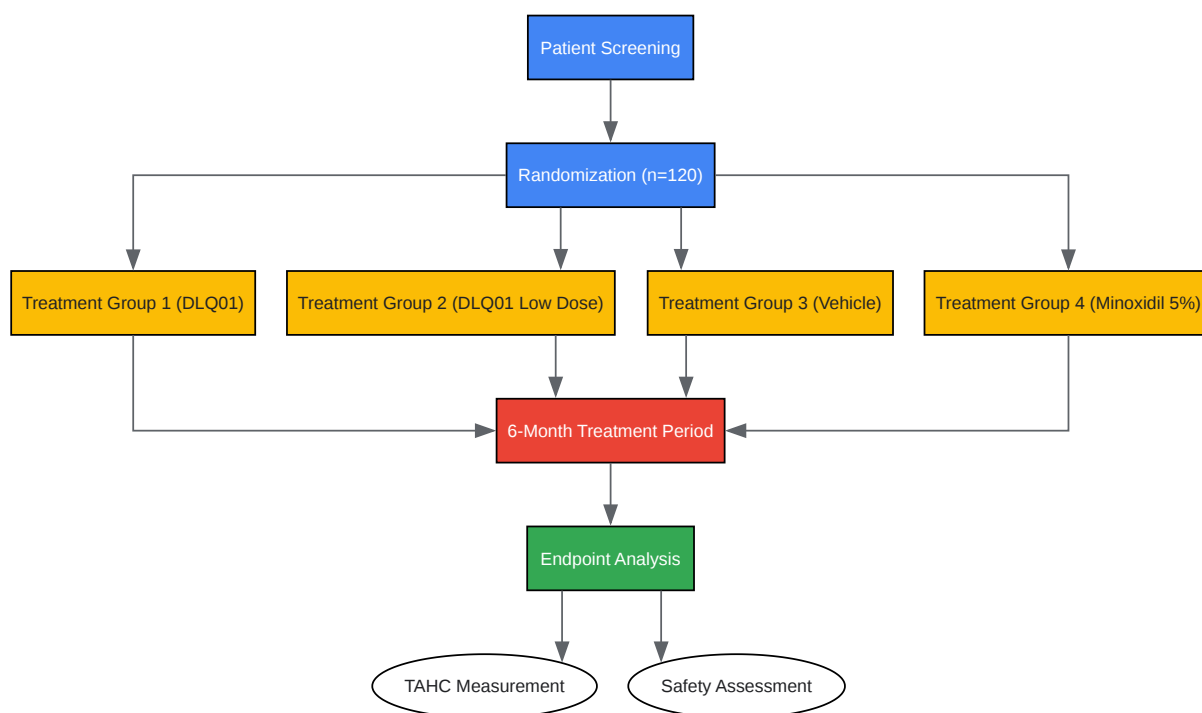 Patient Screening
Randomization (n=120)
Treatment Group 1 (DLQ01)
Treatment Group 2 (DLQ01 Low Dose)
Treatment Group 3 (Vehicle)
Treatment Group 4 (Minoxidil 5%)
6-Month Treatment Period
Endpoint Analysis
TAHC Measurement
Safety Assessment